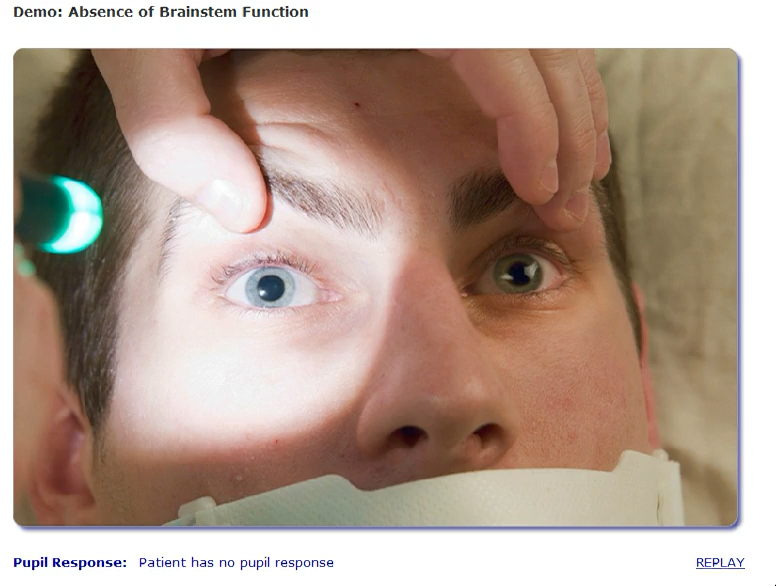 Demo: Absence of Brainstem Function
Pupil Response: Patient has no pupil response REPLAY